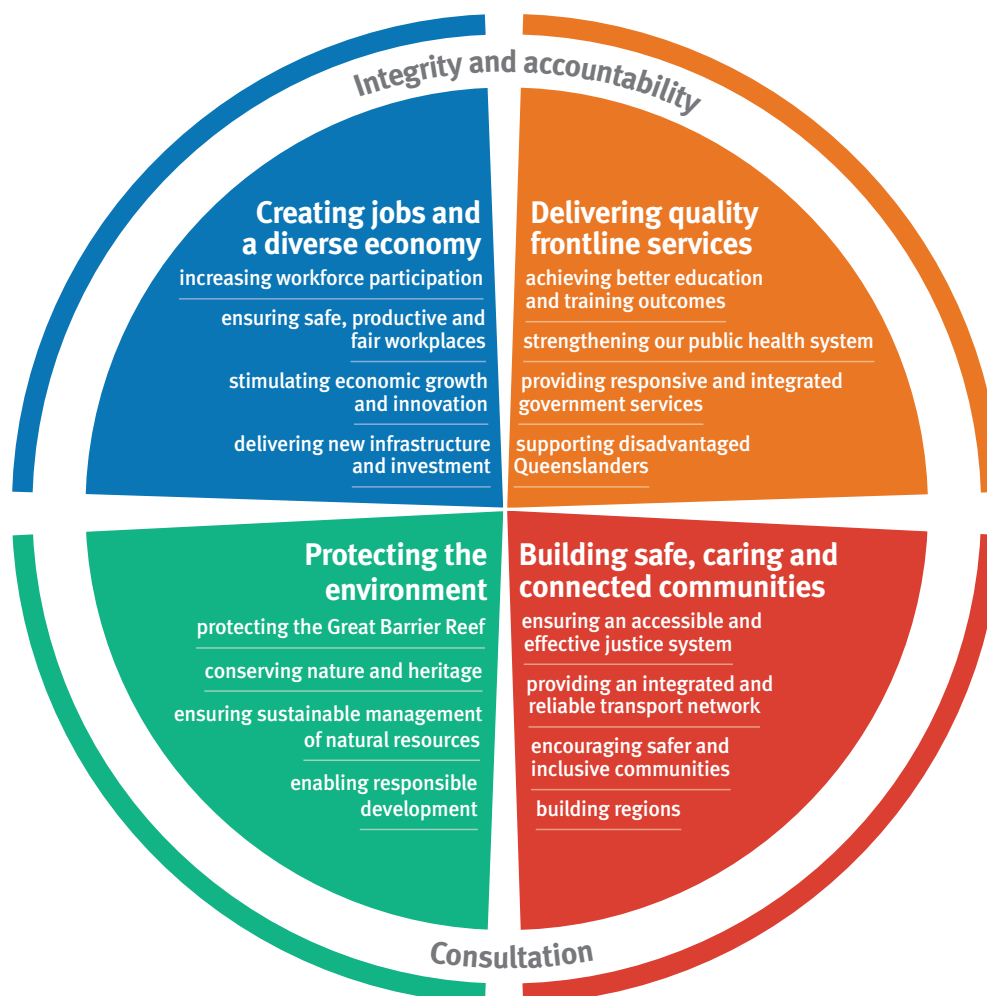 Integrity and accountability
Creating jobs and
a diverse economy
increasing workforce participation
ensuring safe, productive and
fair workplaces
stimulating economic growth
and innovation
delivering new infrastructure
and investment
Delivering quality
frontline services
achieving better education
and training outcomes
strengthening our public health system
providing responsive and integrated
government services
supporting disadvantaged
Queenslanders
Protecting the
environment
protecting the Great Barrier Reef
conserving nature and heritage
ensuring sustainable management
of natural resources
enabling responsible
development
Building safe, caring and
connected communities
ensuring an accessible and
effective justice system
providing an integrated and
reliable transport network
encouraging safer and
inclusive communities
building regions
Consultation